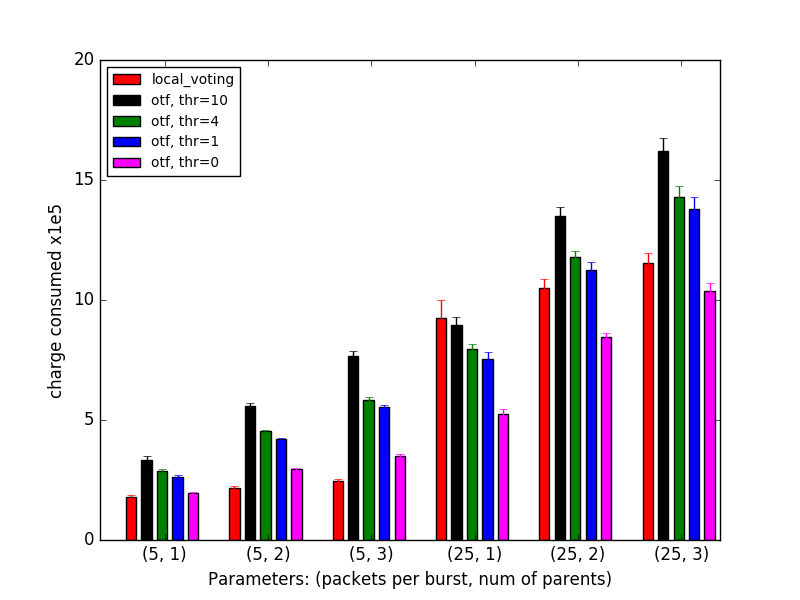 20
15
10
5
0
charge consumed x1e5
local_voting
otf, thr=10
otf, thr=4
otf, thr=1
otf, thr=0
(5, 1) (5, 2) (5, 3) (25, 1) (25, 2) (25, 3)
Parameters: (packets per burst, num of parents)